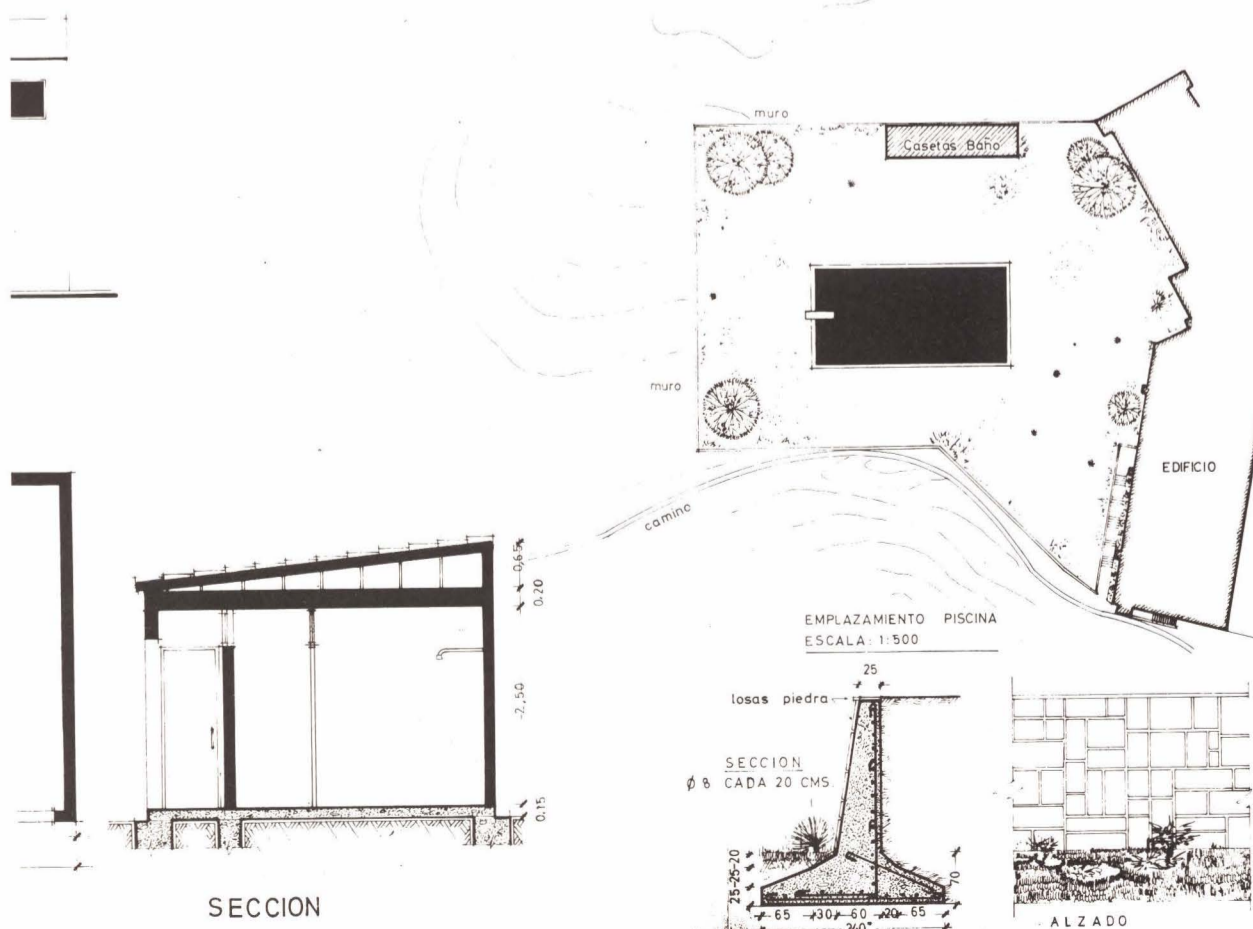 muro
Casetas Baño
muro
EDIFICIO
camino
EMPLAZAMIENTO PISCINA
ESCALA: 1:500
0.65
0.20
2.50
0.15
SECCION
25
losas piedra
SECCION
Ø 8 CADA 20 CMS.
25-25-20
70
65 30 60 20 65
240
ALZADO